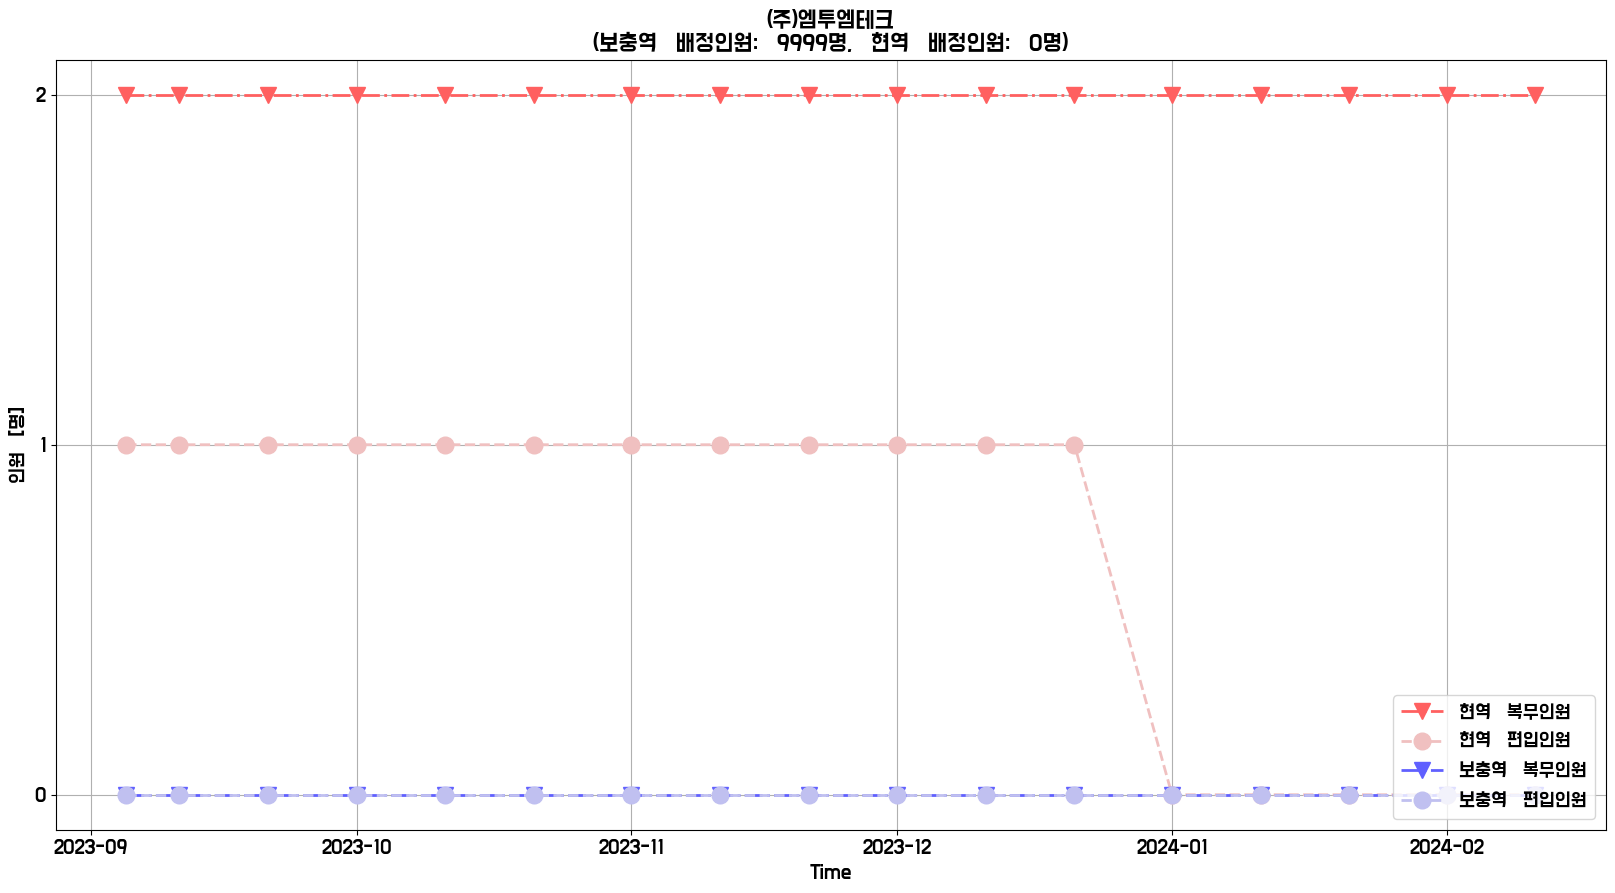 (주)엠투엠테크
(보충역 배정인원: 9999명, 현역 배정인원: 0명)
인원 [명]
2
1
0
2023-09
2023-10
2023-11
2023-12
2024-01
2024-02
Time
현역 복무인원
현역 편입인원
보충역 복무인원
보충역 편입인원